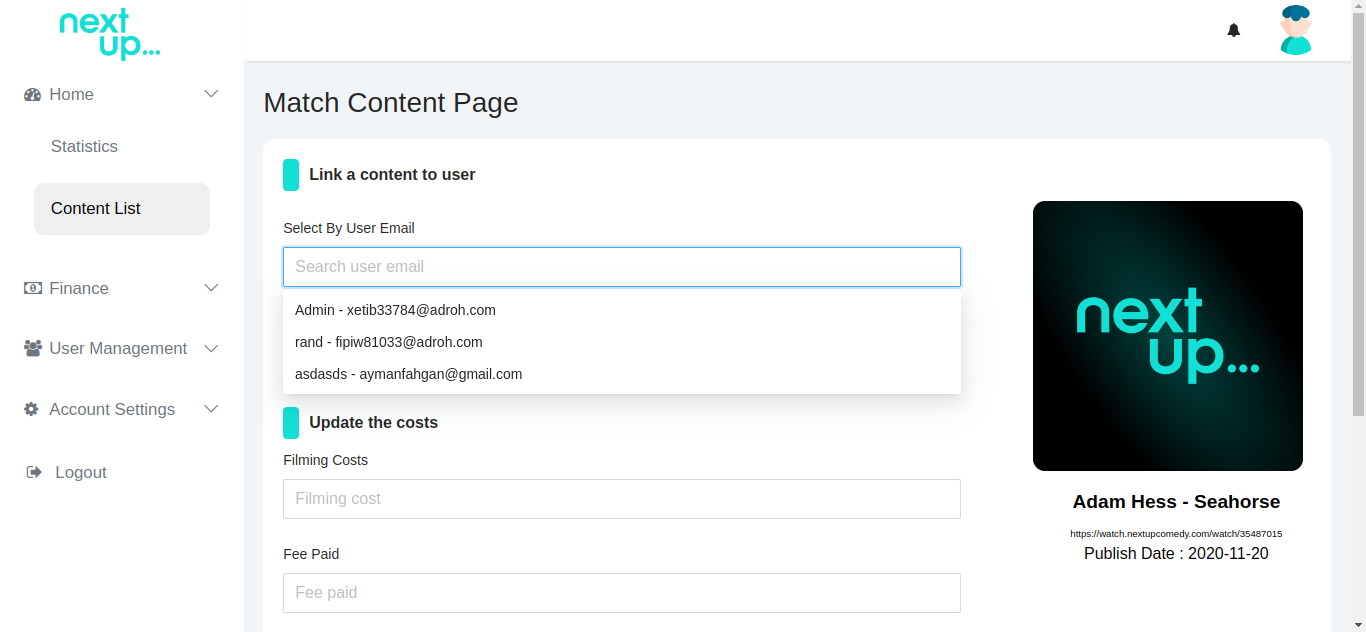 next
up...
Home
Statistics
Content List
Finance
User Management
Account Settings
Logout
Match Content Page
Link a content to user
Select By User Email
Search user email
Admin - xetib33784@adroh.com
rand - fipiw81033@adroh.com
asdasds - aymanfahgan@gmail.com
Update the costs
Filming Costs
Filming cost
Fee Paid
Fee paid
next
up...
Adam Hess - Seahorse
https://watch.nextupcomedy.com/watch/35487015
Publish Date : 2020-11-20